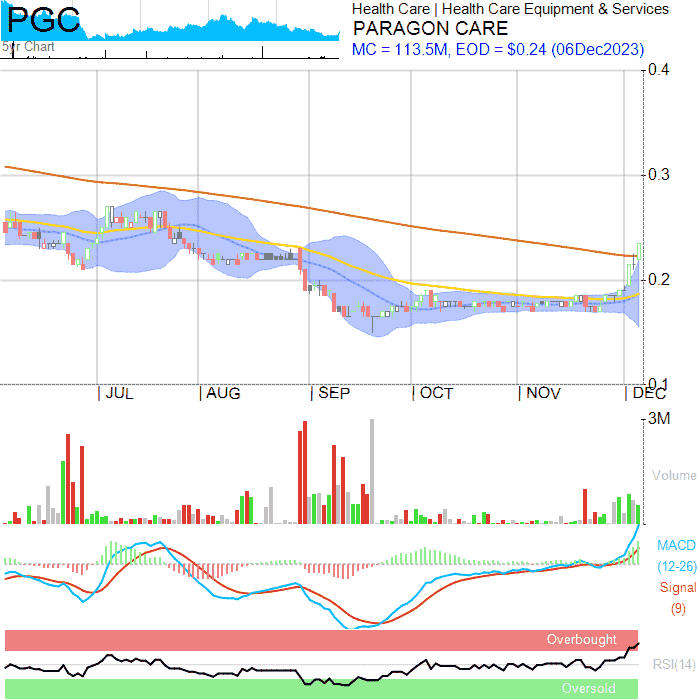 PGC
5yr Chart
Health Care | Health Care Equipment & Services
PARAGON CARE
MC = 113.5M, EOD = $0.24 (06Dec2023)
0.4
0.3
0.2
0.1
JUL
AUG
SEP
OCT
NOV
DEC
3M
Volume
MACD
(12-26)
Signal
(9)
Overbought
RSI(14)
Oversold